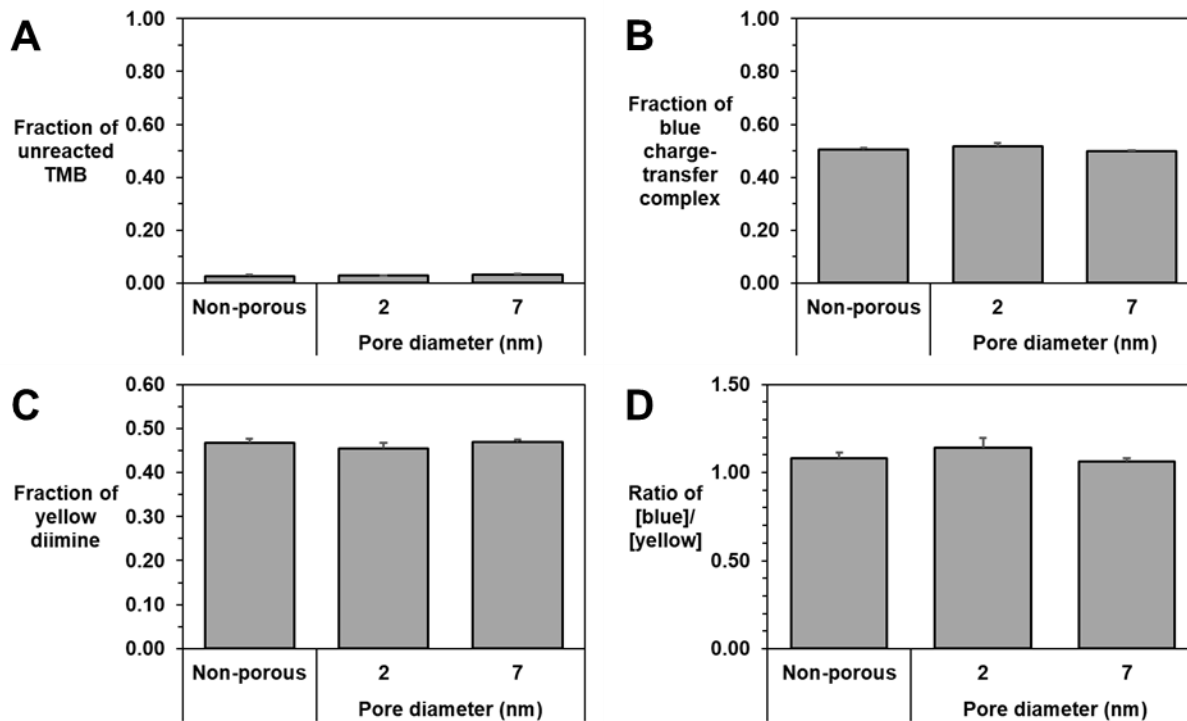 A
Fraction of
unreacted
TMB
1.00
0.80
0.60
0.40
0.20
0.00
Non-porous
2
7
Pore diameter (nm)
B
Fraction of
blue
charge-
transfer
complex
1.00
0.80
0.60
0.40
0.20
0.00
Non-porous
2
7
Pore diameter (nm)
C
Fraction of
yellow
diimine
0.60
0.50
0.40
0.30
0.20
0.10
0.00
Non-porous
2
7
Pore diameter (nm)
D
Ratio of
[blue]/
[yellow]
1.50
1.00
0.50
0.00
Non-porous
2
7
Pore diameter (nm)